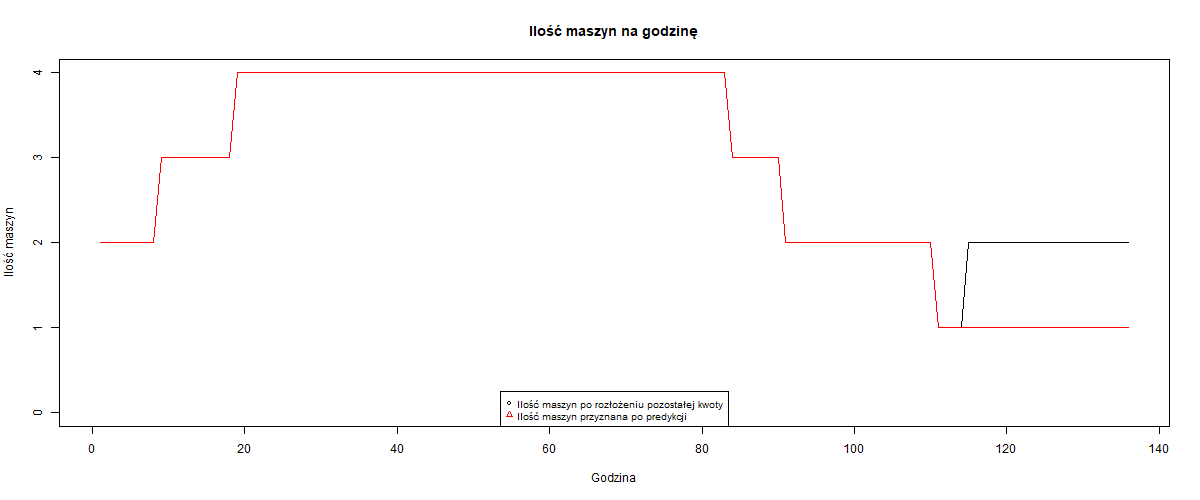 Ilość maszyn na godzinę
Ilość maszyn
4
3
2
1
0
Ilość maszyn po rozłożeniu pozostałej kwoty
Ilość maszyn przyznana po predykcji
0 20 40 60 80 100 120 140
Godzina